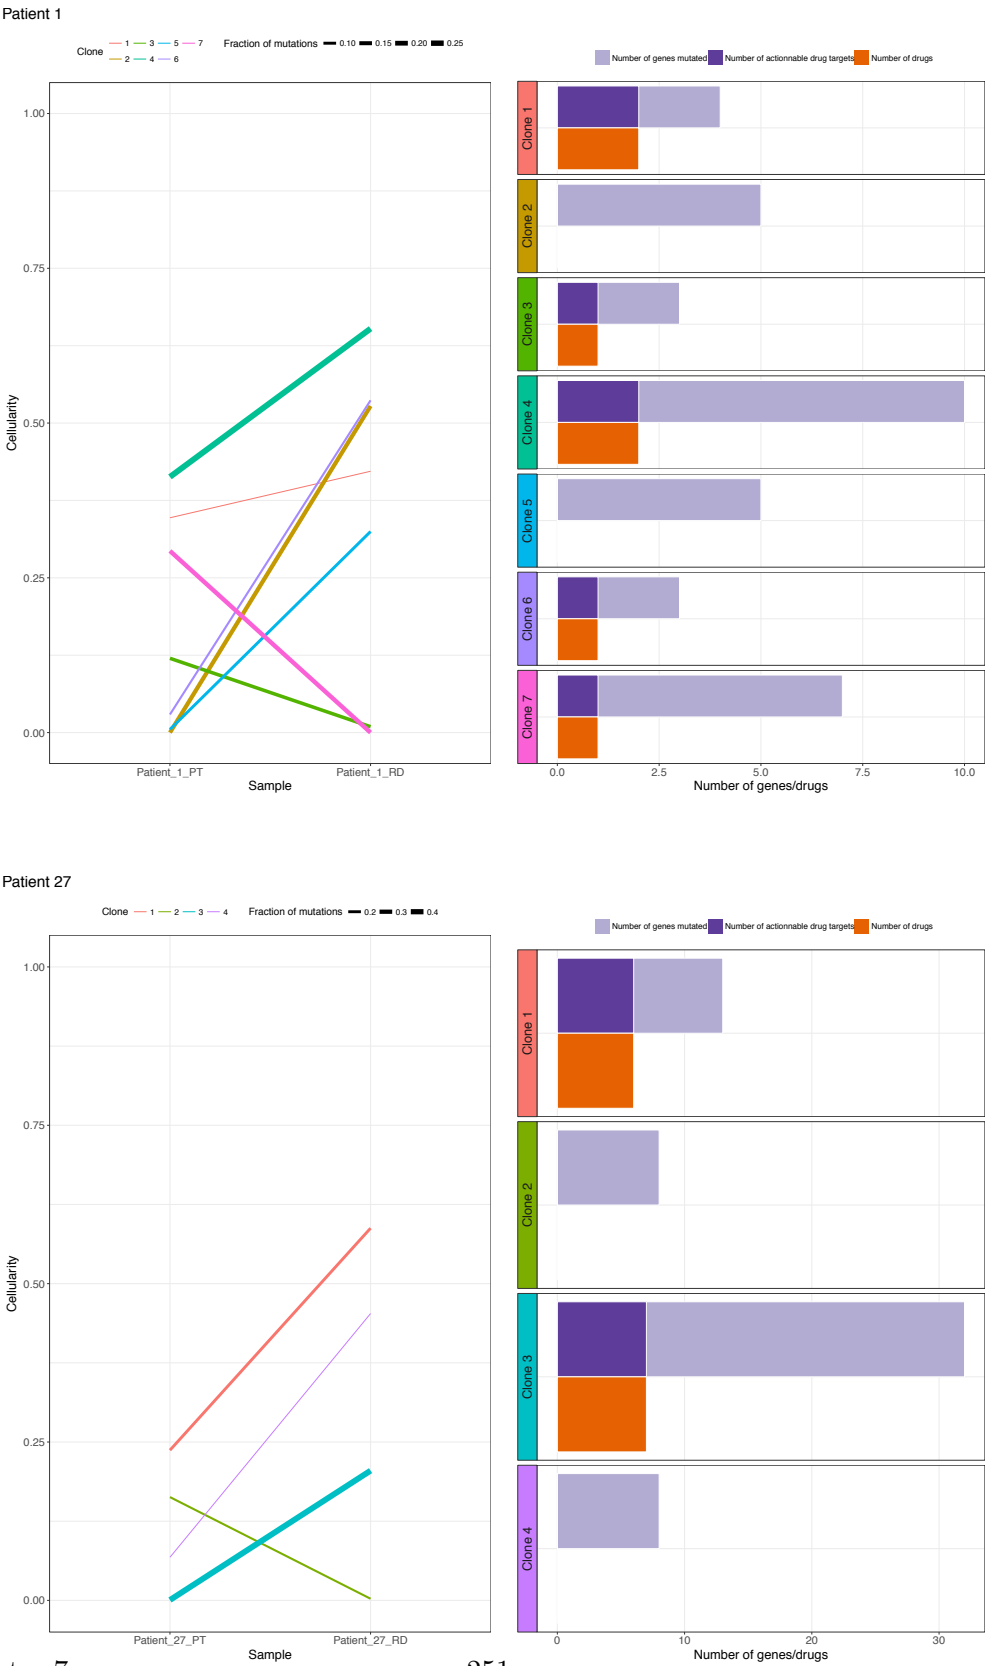 Patient 1
Clone 1 3 5 7
2 4 6
Fraction of mutations 0.10 0.15 0.20 0.25
Number of genes mutated Number of actionnable drug targets Number of drugs
1.00
0.75
0.50
0.25
0.00
Cellularity
Patient_1_PT Patient_1_RD
Sample
Clone 1
Clone 2
Clone 3
Clone 4
Clone 5
Clone 6
Clone 7
0.0 2.5 5.0 7.5 10.0
Number of genes/drugs
Patient 27
Clone 1 2 3 4 Fraction of mutations 0.2 0.3 0.4
Number of genes mutated Number of actionnable drug targets Number of drugs
1.00
0.75
0.50
0.25
0.00
Cellularity
Patient_27_PT Patient_27_RD
Sample
Clone 1
Clone 2
Clone 3
Clone 4
0 10 20 30
Number of genes/drugs